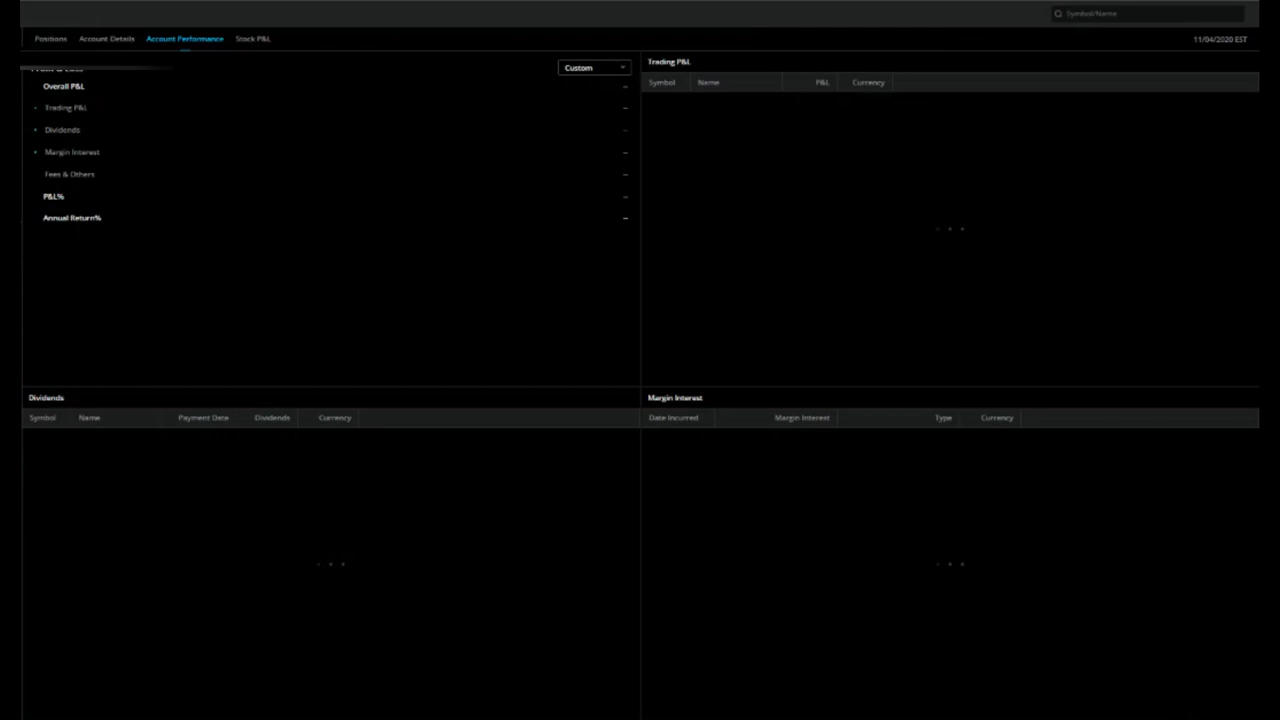 Symbol/Name
Positions Account Details Account Performance Stock P&L 11/04/2020 EST
Custom
Overall P&L –
Trading P&L –
Dividends –
Margin Interest –
Fees & Others –
P&L% –
Annual Return% –
Trading P&L
Symbol Name P&L Currency
Dividends
Symbol Name Payment Date Dividends Currency
Margin Interest
Date Incurred Margin Interest Type Currency